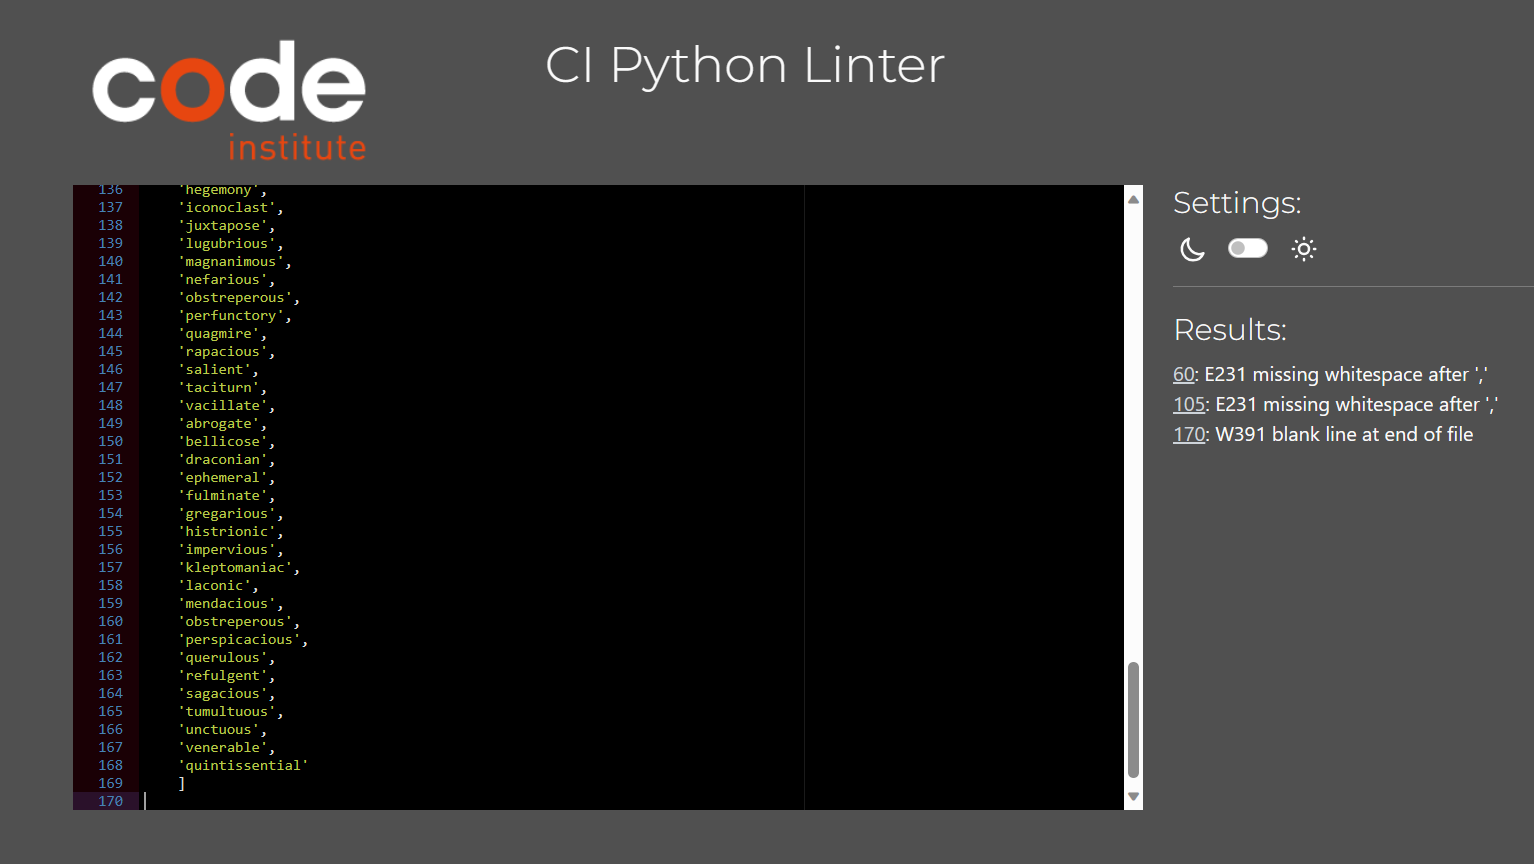 code
institute
CI Python Linter
136 'hegemony',
137 'iconoclast',
138 'juxtapose',
139 'lugubrious',
140 'magnanimous',
141 'nefarious',
142 'obstreperous',
143 'perfunctory',
144 'quagmire',
145 'rapacious',
146 'salient',
147 'taciturn',
148 'vacillate',
149 'abrogate',
150 'bellicose',
151 'draconian',
152 'ephemeral',
153 'fulminate',
154 'gregarious',
155 'histrionic',
156 'impervious',
157 'kleptomaniac',
158 'laconic',
159 'mendacious',
160 'obstreperous',
161 'perspicacious',
162 'querulous',
163 'refulgent',
164 'sagacious',
165 'tumultuous',
166 'unctuous',
167 'venerable',
168 'quintissential'
169 ]
170
Settings:
Results:
60: E231 missing whitespace after ','
105: E231 missing whitespace after ','
170: W391 blank line at end of file